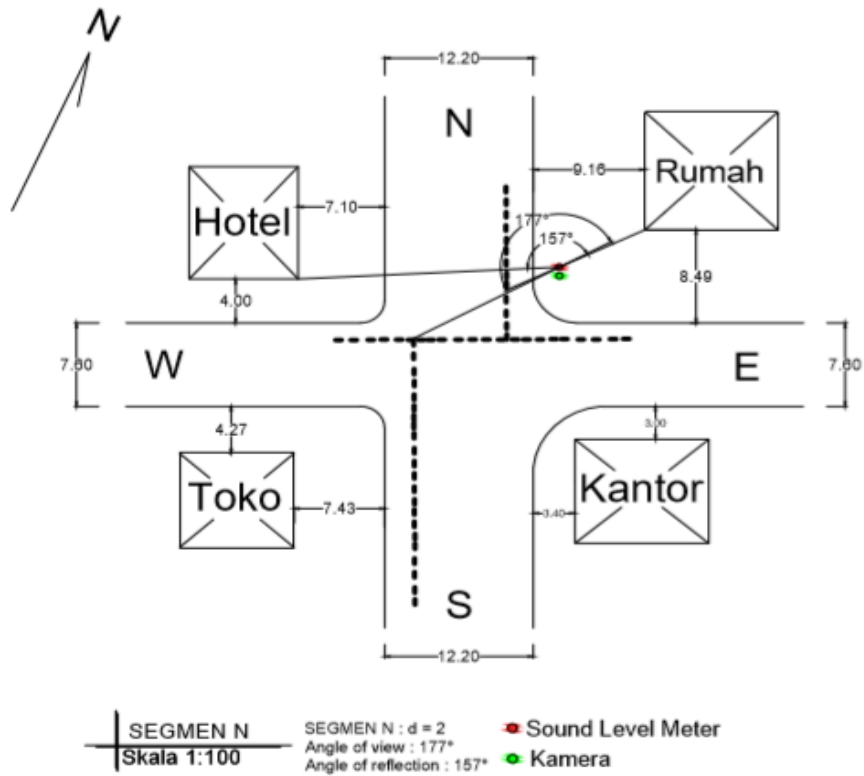 N
12.20
N
9.16
Rumah
Hotel
7.10
177°
157°
4.00
8.49
7.60
W
E
7.60
4.27
3.00
Toko
7.43
Kantor
3.40
S
12.20
SEGMEN N
Skala 1:100
SEGMEN N : d = 2
Angle of view : 177°
Angle of reflection : 157°
Sound Level Meter
Kamera